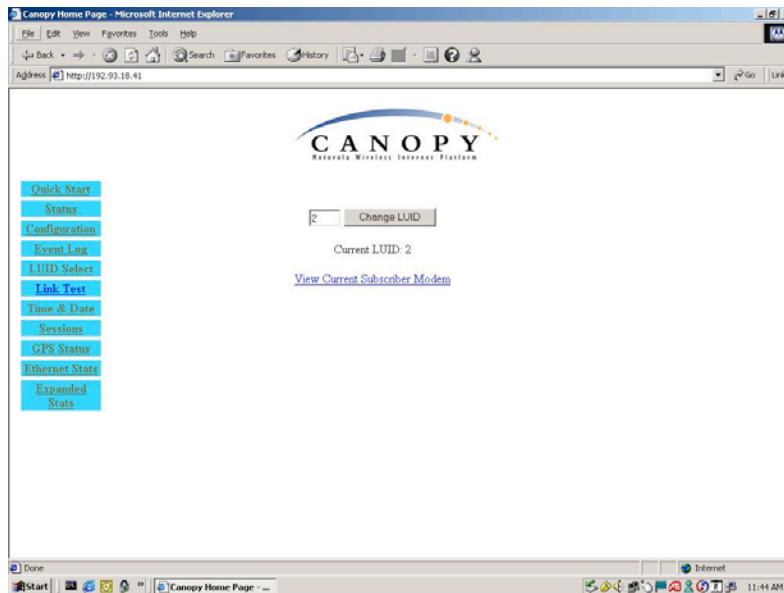 Canopy Home Page - Microsoft Internet Explorer
File Edit View Favorites Tools Help
Back Search Favorites History
Address http://192.93.18.41 Go Link
CANOPY
Motorola Wireless Internet Platform
Quick Start
Status
Configuration
Event Log
LUID Select
Link Test
Time & Date
Sessions
GPS Status
Ethernet Stats
Expanded
Stats
2 Change LUID
Current LUID: 2
View Current Subscriber Modem
Done Internet
Start » Canopy Home Page - ... 11:44 AM